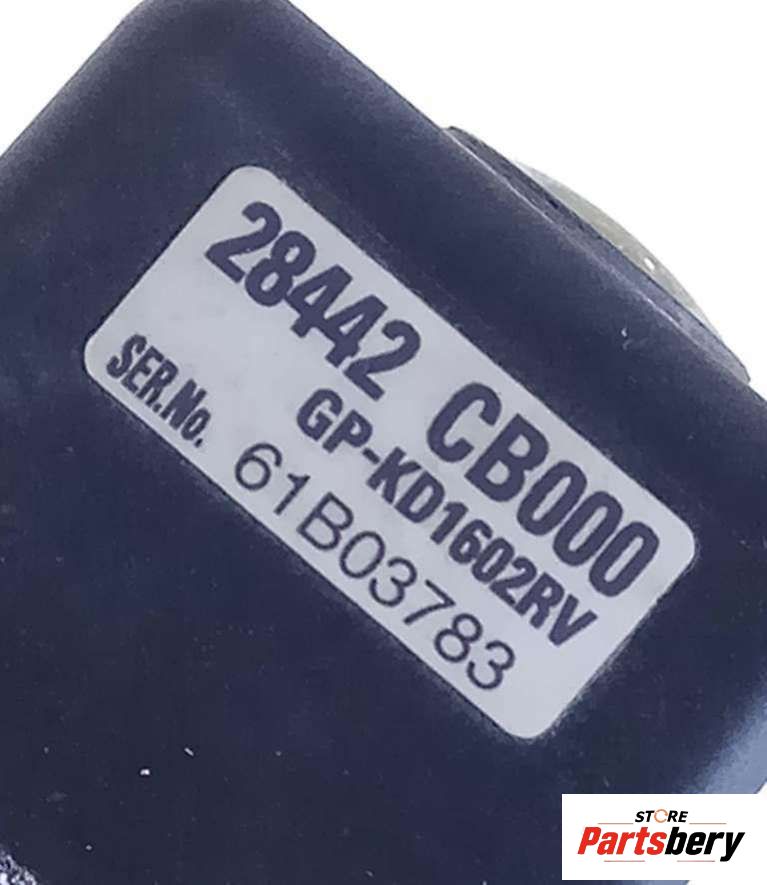 28442 CB000
GP-KD1602RV
SER.No. 61B03783
STORE
Partsbery